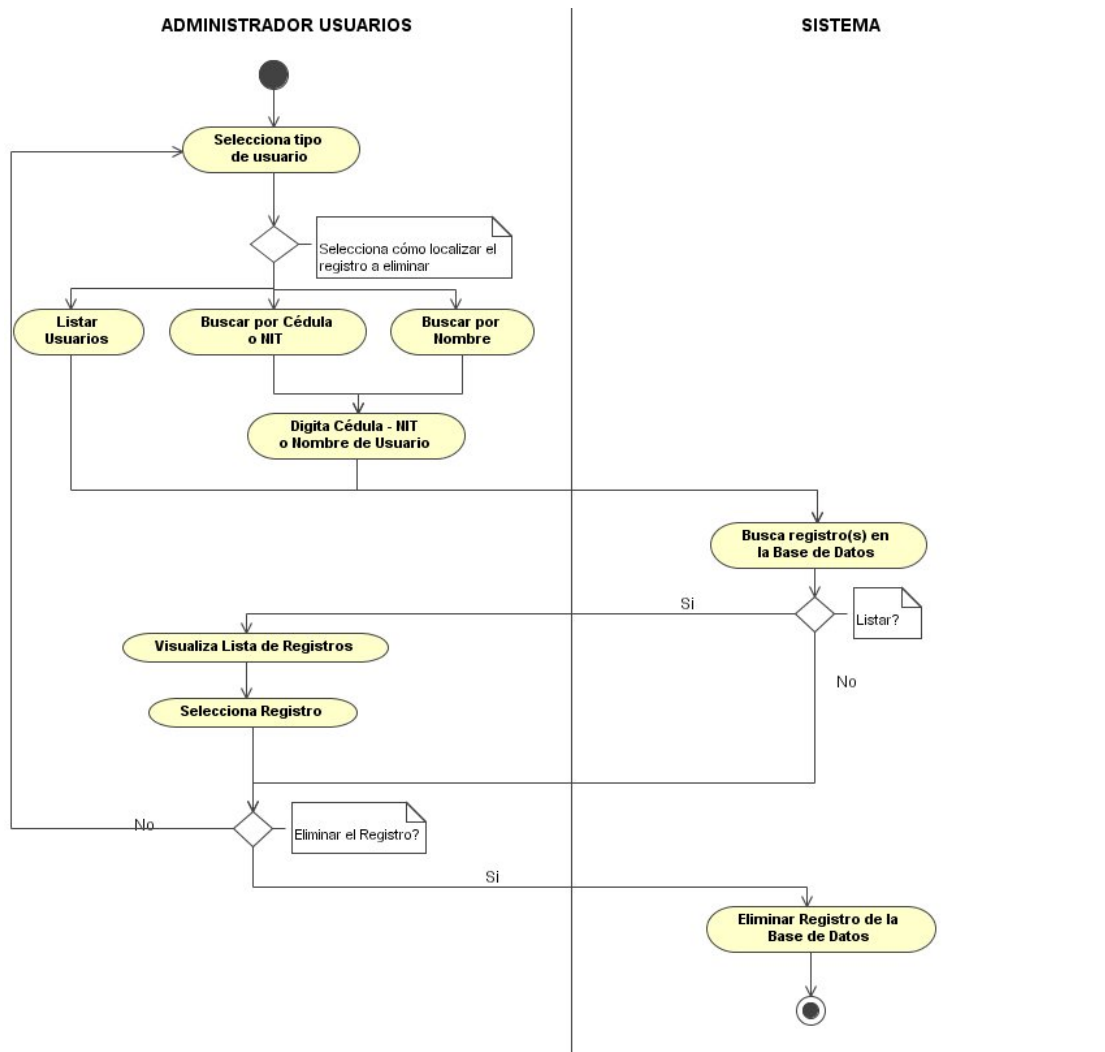 ADMINISTRADOR USUARIOS
SISTEMA
Selecciona tipo
de usuario
Selecciona cómo localizar el
registro a eliminar
Listar
Usuarios
Buscar por Cédula
o NIT
Buscar por
Nombre
Digita Cédula - NIT
o Nombre de Usuario
Busca registro(s) en
la Base de Datos
Si
Listar?
Visualiza Lista de Registros
No
Selecciona Registro
No
Eliminar el Registro?
Si
Eliminar Registro de la
Base de Datos